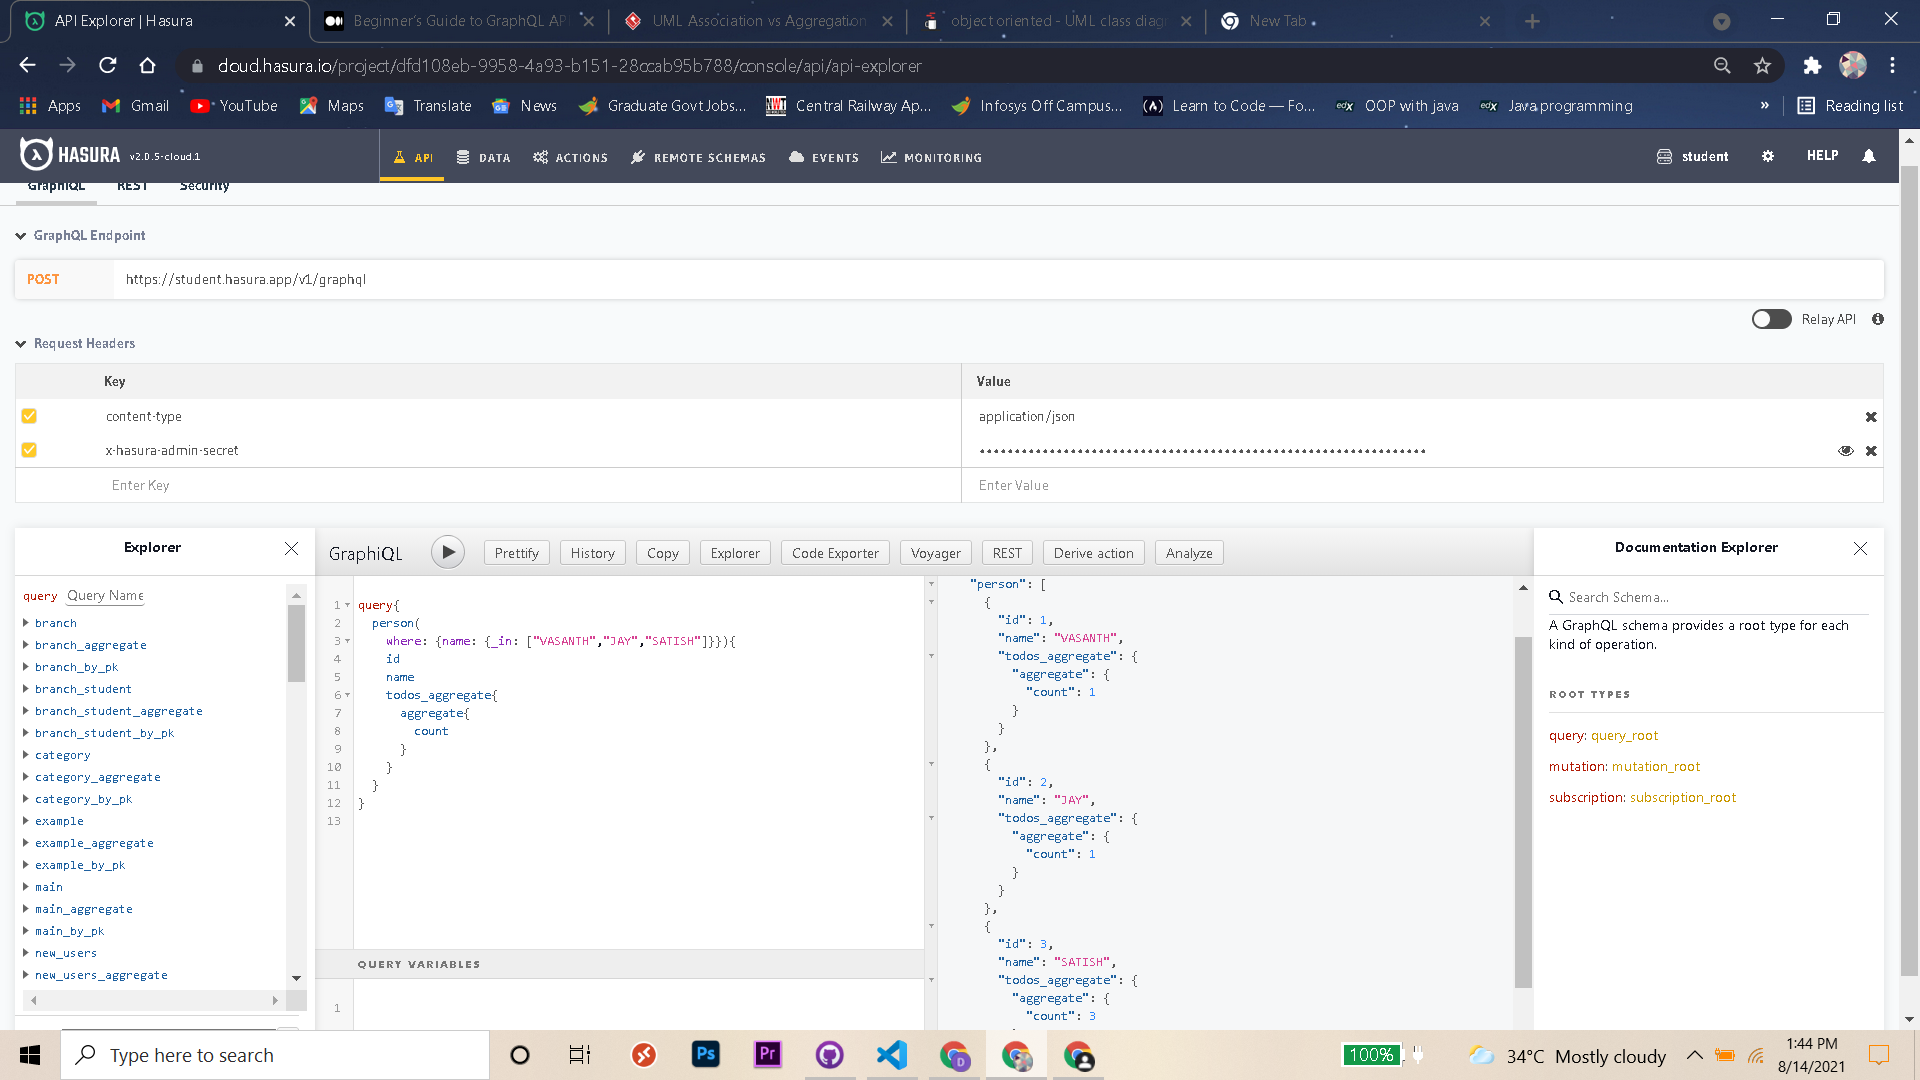 API Explorer | Hasura
Beginner's Guide to GraphQL API
UML Association vs Aggregation
object oriented - UML class diag
New Tab
cloud.hasura.io/project/dfd108eb-9958-4a93-b151-28ccab95b788/console/api/api-explorer
Apps Gmail YouTube Maps Translate News Graduate Govt Jobs... Central Railway Ap... Infosys Off Campus... Learn to Code — Fo... OOP with java Java programming » Reading list
HASURA v2.0.5-cloud.1 API DATA ACTIONS REMOTE SCHEMAS EVENTS MONITORING student HELP
GraphiQL REST Security
GraphQL Endpoint
POST https://student.hasura.app/v1/graphql
Relay API
Request Headers
Key Value
content-type application/json
x-hasura-admin-secret ••••••••••••••••••••••••••••••••••••••••••••••••••••••••••••••••
Enter Key Enter Value
Explorer
query Query Name
branch
branch_aggregate
branch_by_pk
branch_student
branch_student_aggregate
branch_student_by_pk
category
category_aggregate
category_by_pk
example
example_aggregate
example_by_pk
main
main_aggregate
main_by_pk
new_users
new_users_aggregate
GraphiQL Prettify History Copy Explorer Code Exporter Voyager REST Derive action Analyze
1 query{
2 person(
3 where: {name: {_in: ["VASANTH","JAY","SATISH"]}}){
4 id
5 name
6 todos_aggregate{
7 aggregate{
8 count
9 }
10 }
11 }
12 }
13
QUERY VARIABLES
1
"person": [
{
"id": 1,
"name": "VASANTH",
"todos_aggregate": {
"aggregate": {
"count": 1
}
}
},
{
"id": 2,
"name": "JAY",
"todos_aggregate": {
"aggregate": {
"count": 1
}
}
},
{
"id": 3,
"name": "SATISH",
"todos_aggregate": {
"aggregate": {
"count": 3
Documentation Explorer
Search Schema...
A GraphQL schema provides a root type for each
kind of operation.
ROOT TYPES
query: query_root
mutation: mutation_root
subscription: subscription_root
Type here to search
Ps Pr D
100%
34°C Mostly cloudy
1:44 PM
8/14/2021